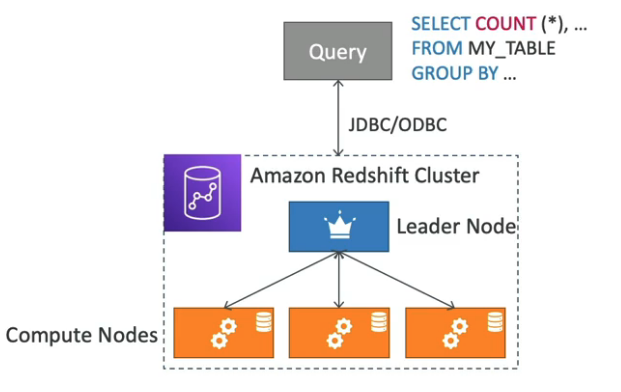 Query
SELECT COUNT (*), ...
FROM MY_TABLE
GROUP BY ...
JDBC/ODBC
Amazon Redshift Cluster
Leader Node
Compute Nodes